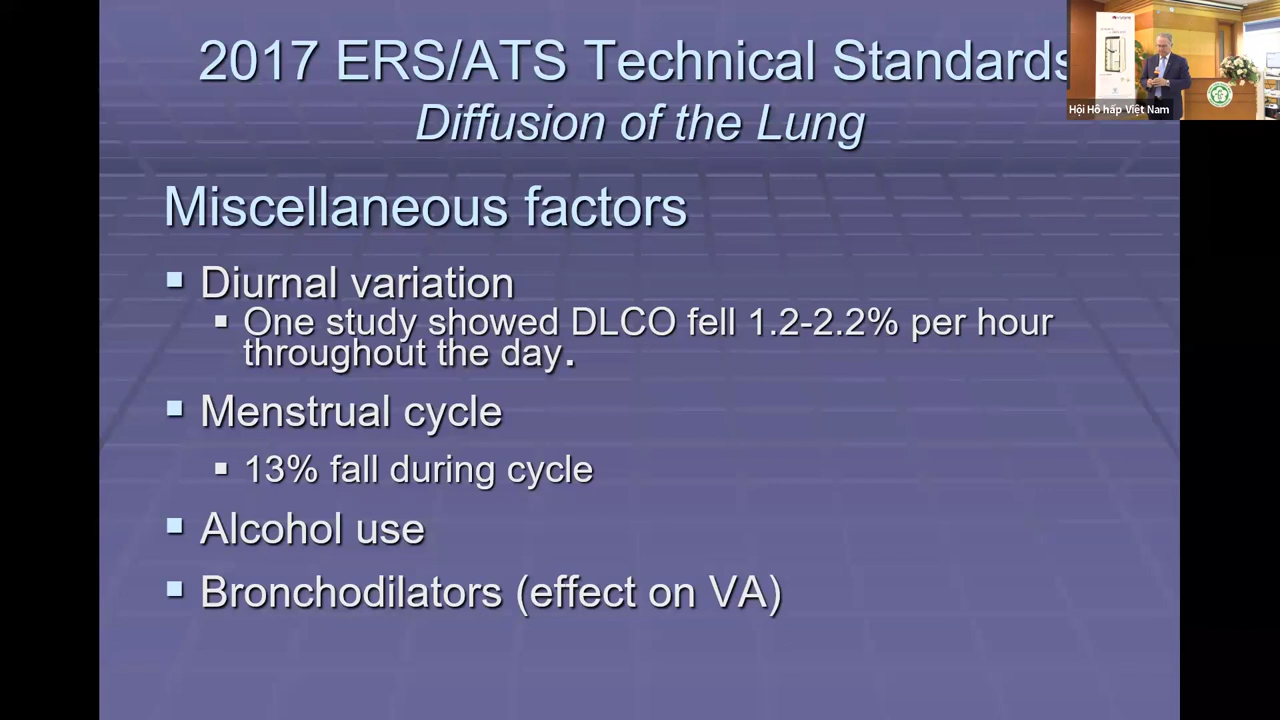 2017 ERS/ATS Technical Standards
Diffusion of the Lung
Hội Hô hấp Việt Nam
Miscellaneous factors
▪ Diurnal variation
▪ One study showed DLCO fell 1.2-2.2% per hour
throughout the day.
▪ Menstrual cycle
▪ 13% fall during cycle
▪ Alcohol use
▪ Bronchodilators (effect on VA)